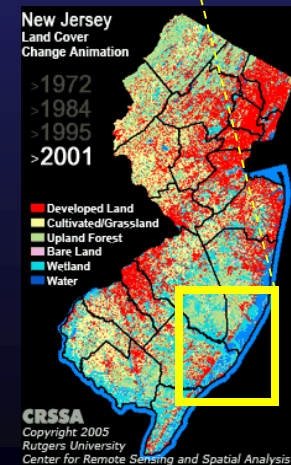 New Jersey
Land Cover
Change Animation
>1972
>1984
>1995
>2001
Developed Land
Cultivated/Grassland
Upland Forest
Bare Land
Wetland
Water
CRSSA
Copyright 2005
Rutgers University
Center for Remote Sensing and Spatial Analysis